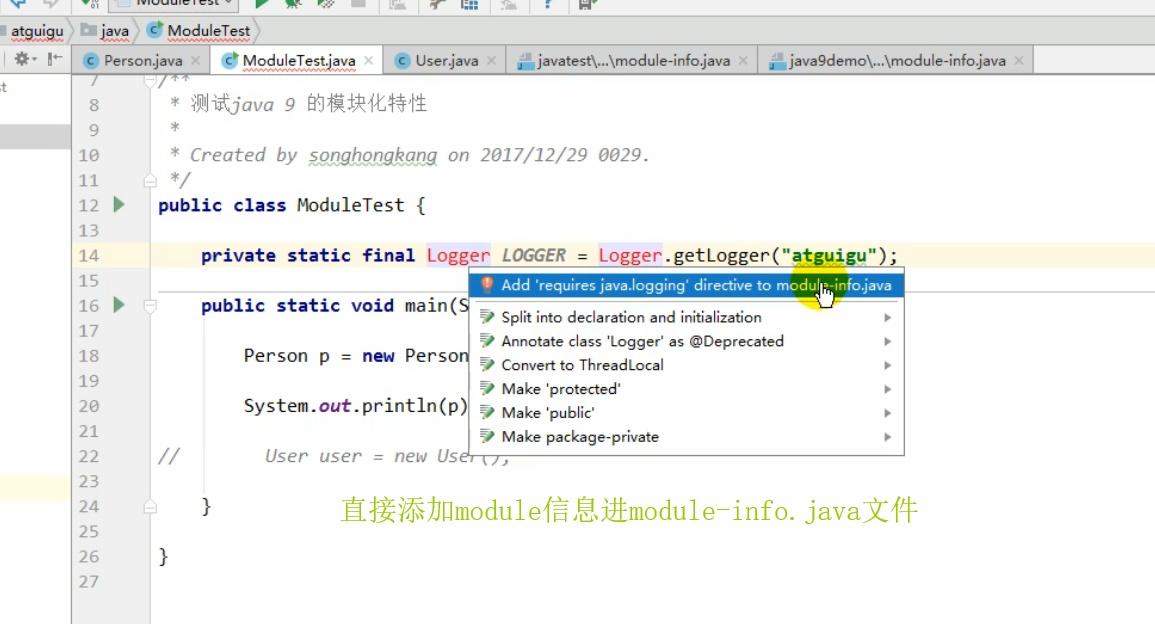 ModuleTest
atguigu java ModuleTest
Person.java ModuleTest.java User.java javatest\...\module-info.java java9demo\...\module-info.java
7 /**
8 * 测试java 9 的模块化特性
9 *
10 * Created by songhongkang on 2017/12/29 0029.
11 */
12 public class ModuleTest {
13
14 private static final Logger LOGGER = Logger.getLogger("atguigu");
15
Add 'requires java.logging' directive to module-info.java
16 public static void main(S
Split into declaration and initialization
17
Annotate class 'Logger' as @Deprecated
18 Person p = new Person
Convert to ThreadLocal
19
Make 'protected'
20 System.out.println(p)
Make 'public'
21
Make package-private
22 // User user = new User();
23
24 }
直接添加module信息进module-info.java文件
25
26 }
27